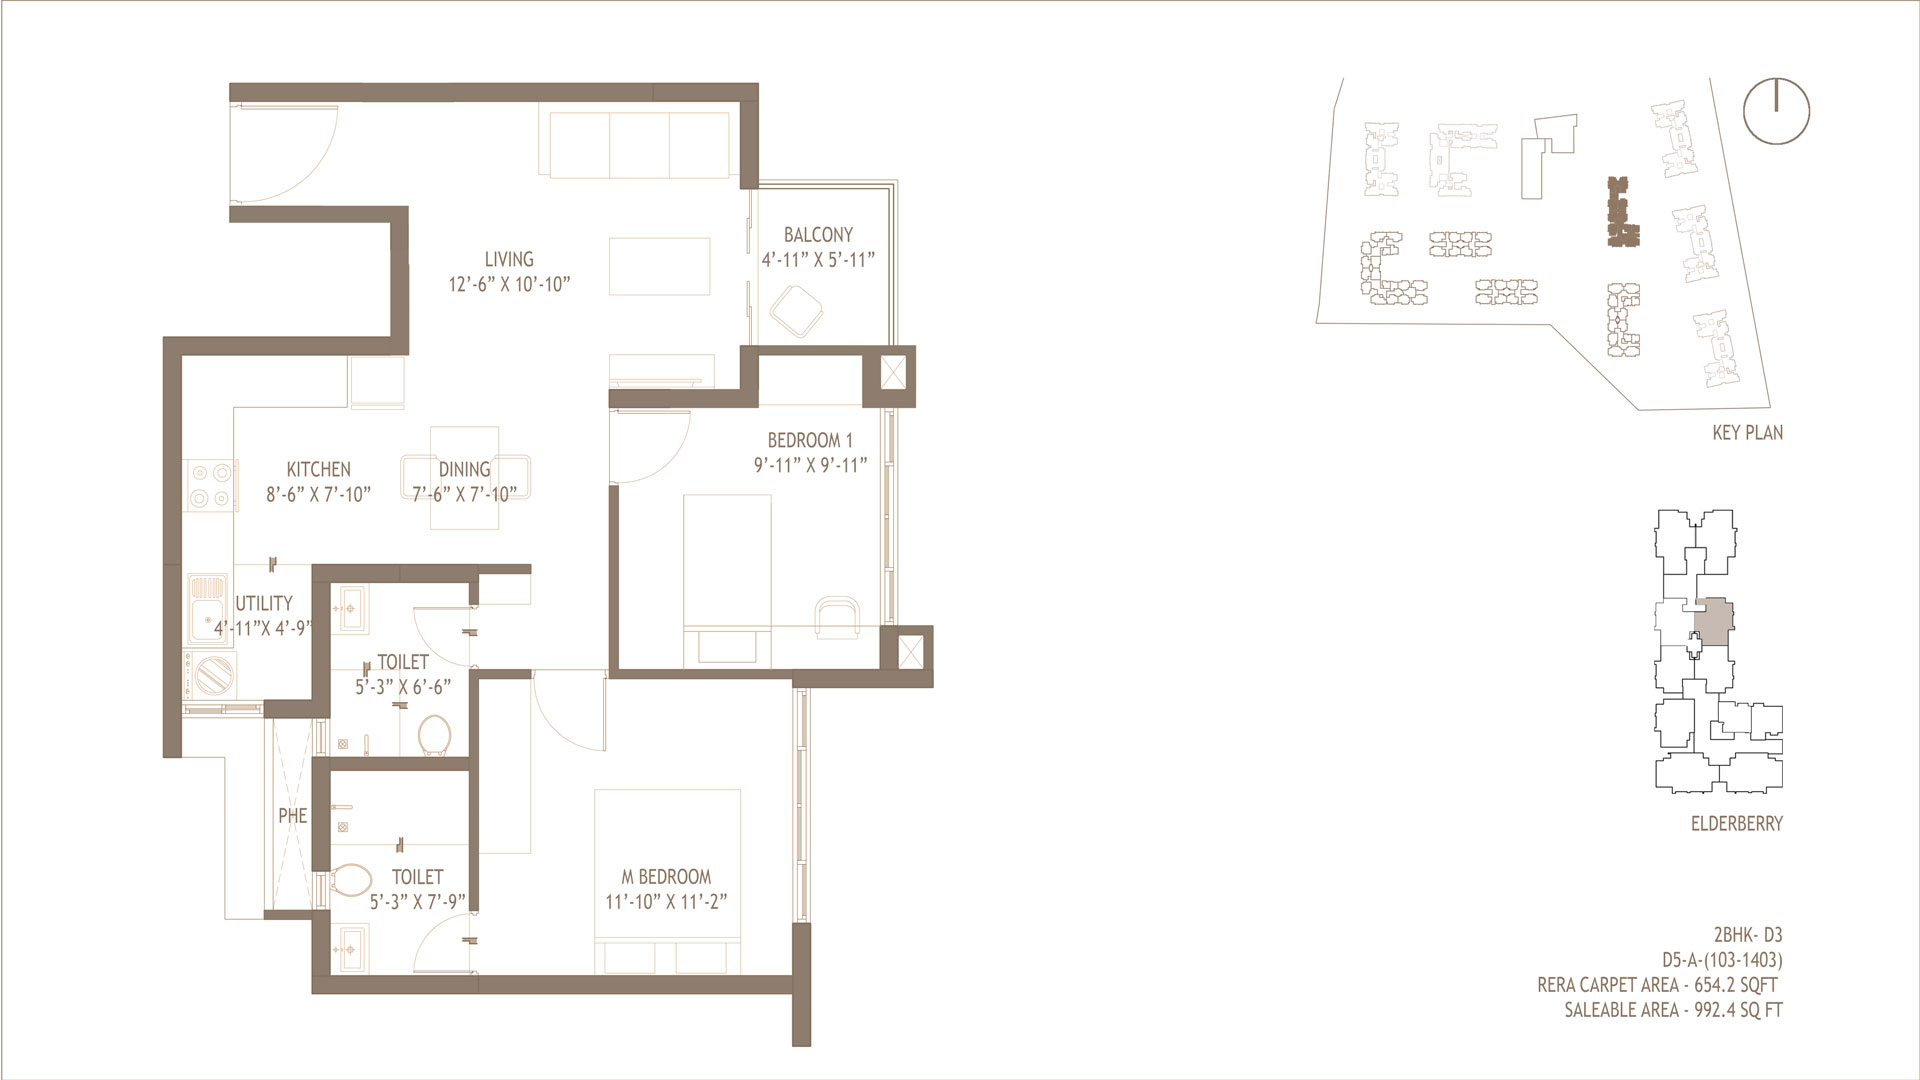 BALCONY
4'-11” X 5'-11”
LIVING
12'-6” X 10'-10”
KEY PLAN
BEDROOM 1
9'-11” X 9'-11”
KITCHEN
8'-6” X 7'-10”
DINING
7'-6” X 7'-10”
UTILITY
4'-11”X 4'-9”
TOILET
5'-3” X 6'-6”
PHE
ELDERBERRY
TOILET
5'-3” X 7'-9”
M BEDROOM
11'-10” X 11'-2”
2BHK- D3
D5-A-(103-1403)
RERA CARPET AREA - 654.2 SQFT
SALEABLE AREA - 992.4 SQ FT